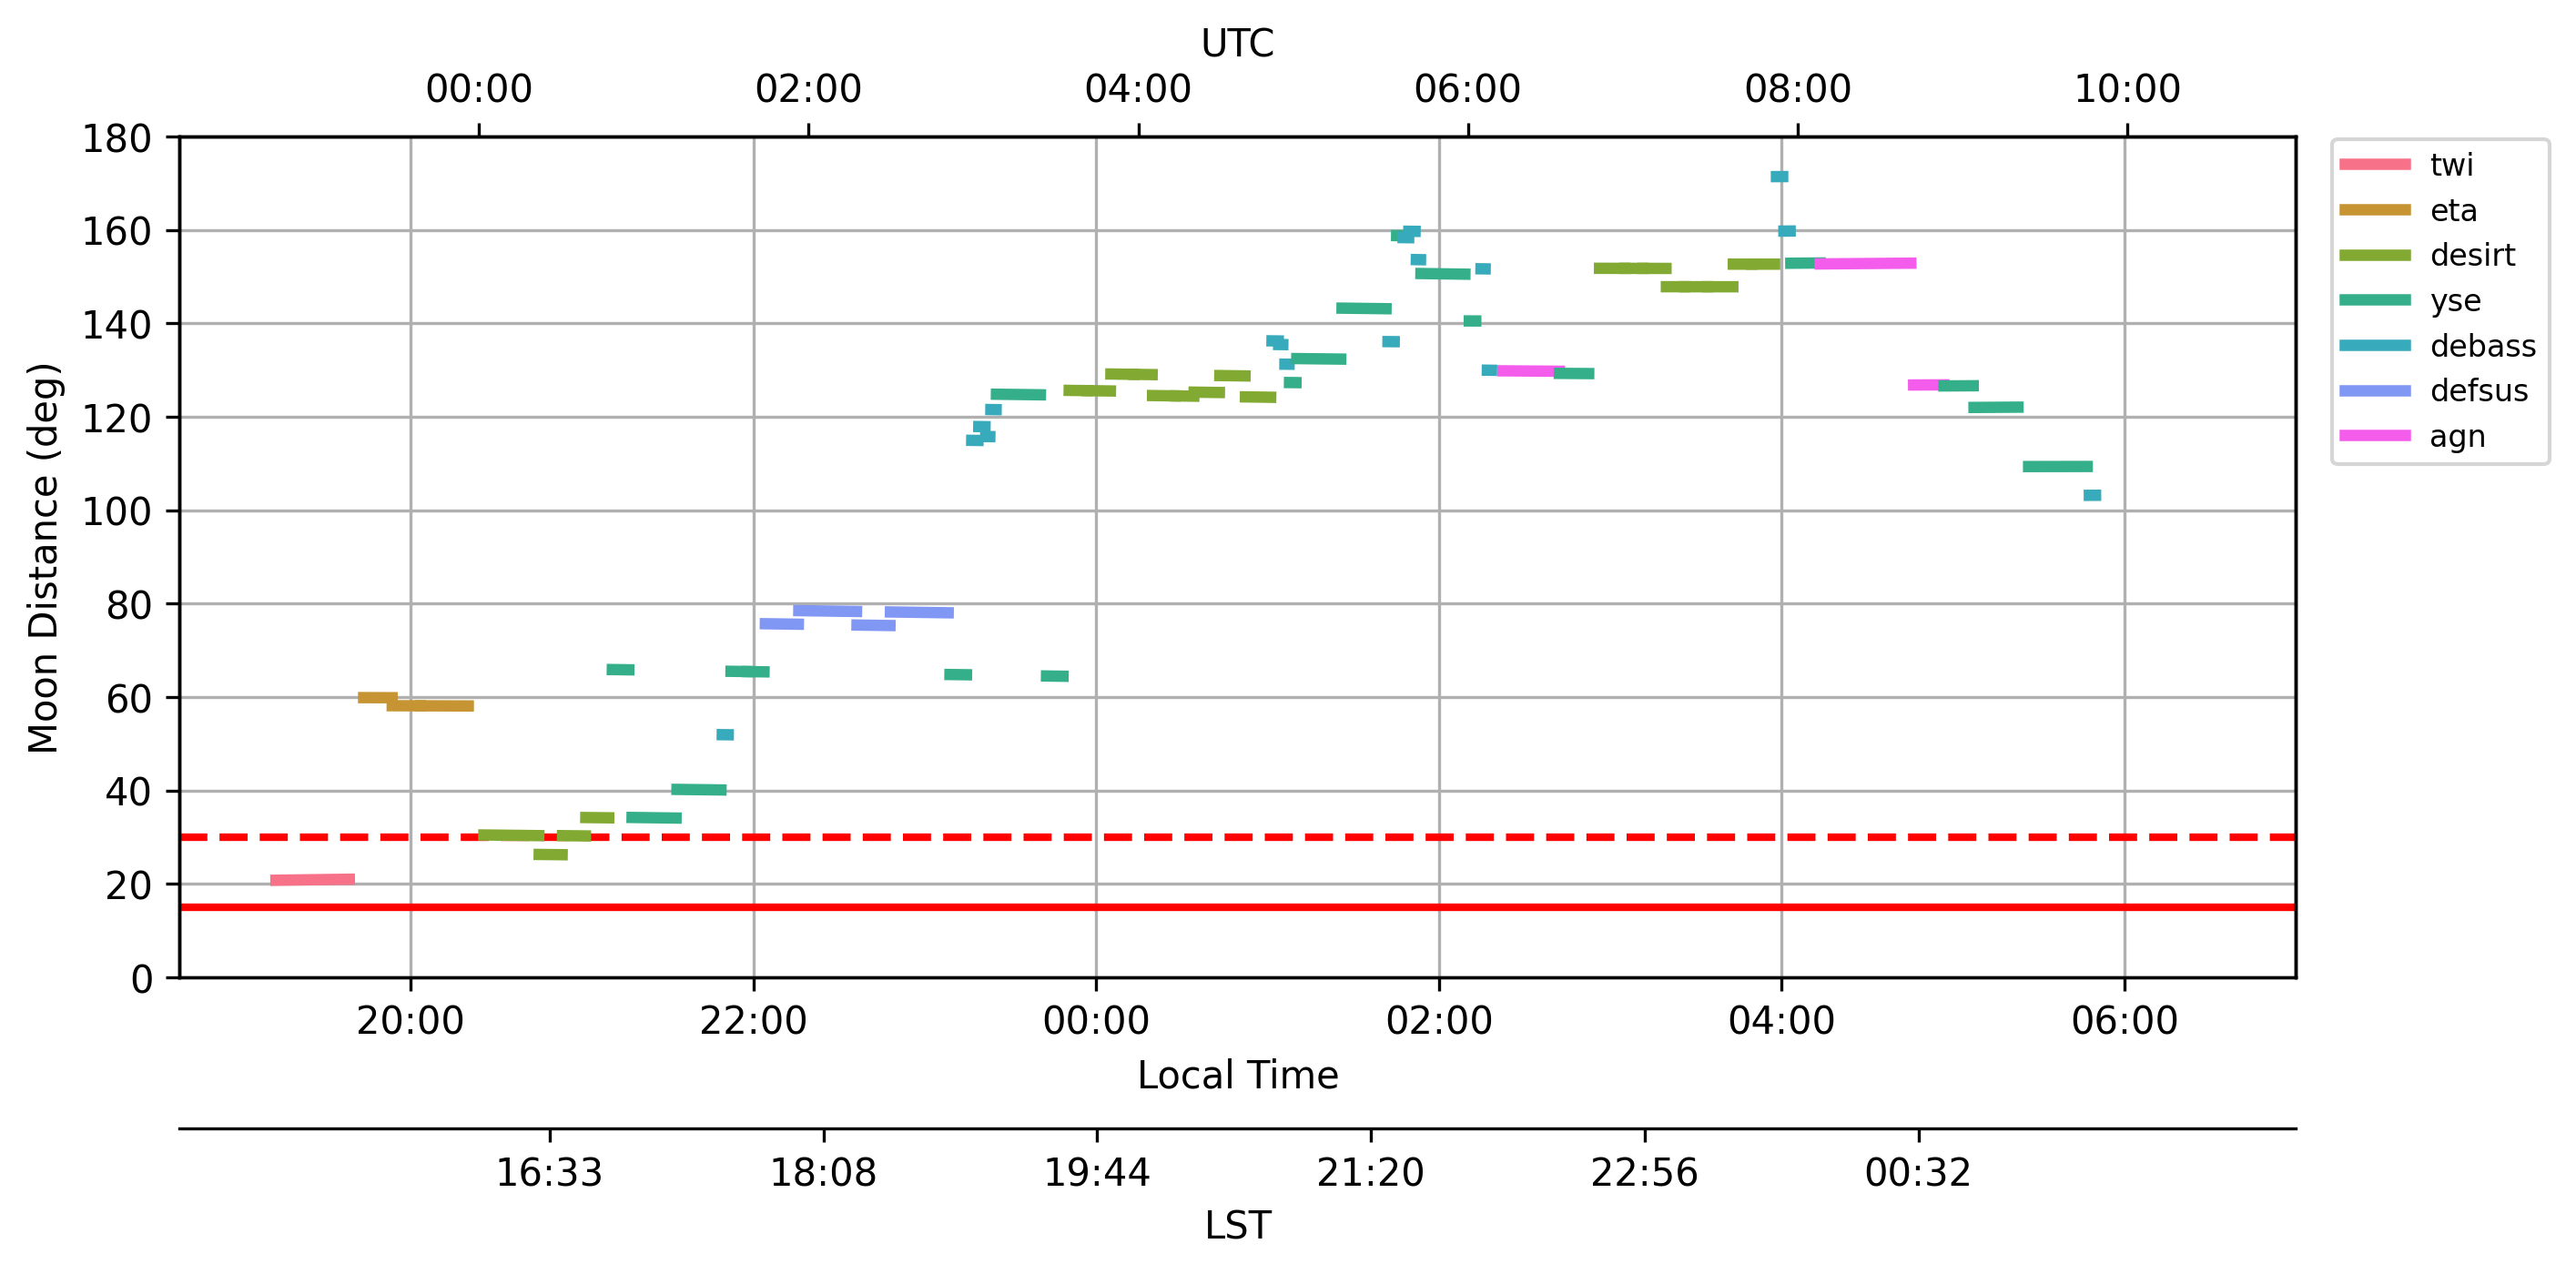 UTC
00:00 02:00 04:00 06:00 08:00 10:00
Moon Distance (deg)
180
160
140
120
100
80
60
40
20
0
twi
eta
desirt
yse
debass
defsus
agn
20:00 22:00 00:00 02:00 04:00 06:00
Local Time
16:33 18:08 19:44 21:20 22:56 00:32
LST